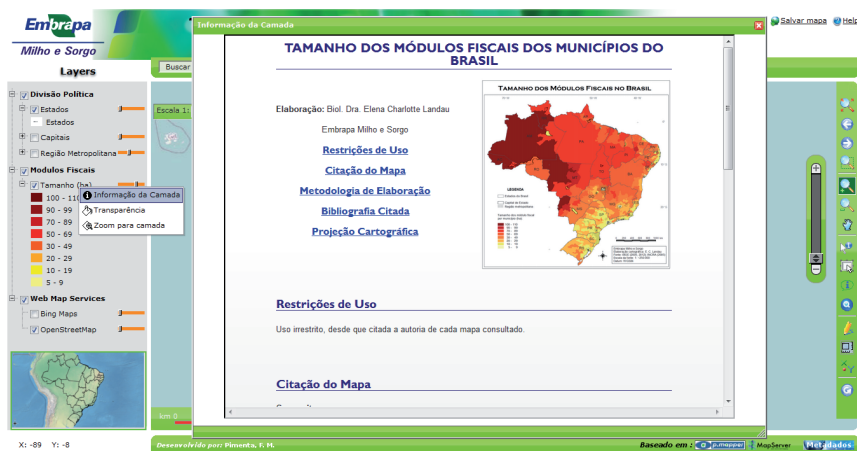 Embrapa
Milho e Sorgo
Layers
Divisão Política
Estados
Estados
Capitais
Região Metropolitana
Modulos Fiscais
Tamanho (ha)
100 - 110
90 - 99
70 - 89
50 - 69
30 - 49
20 - 29
10 - 19
5 - 9
Web Map Services
Bing Maps
OpenStreetMap
X: -89 Y: -8
Informação da Camada
Transparência
Zoom para camada
Buscar
Escala 1:
km 0
Informação da Camada
TAMANHO DOS MÓDULOS FISCAIS DOS MUNICÍPIOS DO
BRASIL
Elaboração: Biol. Dra. Elena Charlotte Landau
Embrapa Milho e Sorgo
Restrições de Uso
Citação do Mapa
Metodologia de Elaboração
Bibliografia Citada
Projeção Cartográfica
TAMANHO DOS MÓDULOS FISCAIS NO BRASIL
LEGENDA
Restrições de Uso
Uso irrestrito, desde que citada a autoria de cada mapa consultado.
Citação do Mapa
Salvar mapa
Help
Desenvolvido por: Pimenta, F. M.
Baseado em : p.mapper MapServer Metadados